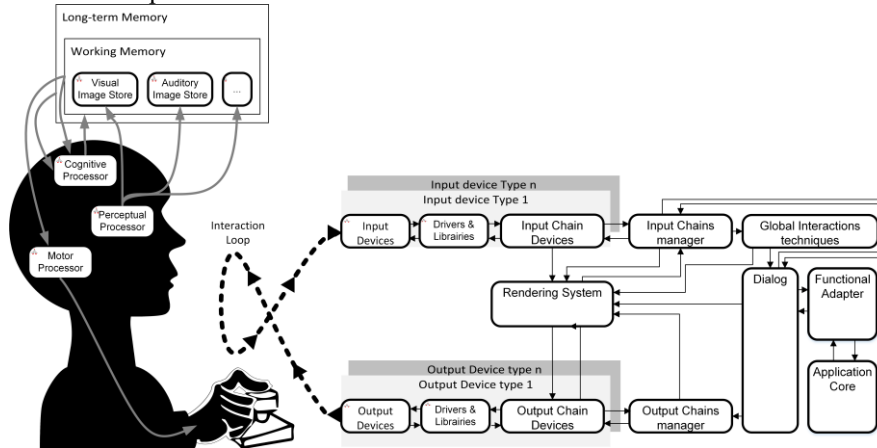 Long-term Memory
Working Memory
Visual
Image Store
Auditory
Image Store
...
Cognitive
Processor
Perceptual
Processor
Motor
Processor
Interaction
Loop
Input device Type n
Input device Type 1
Input
Devices
Drivers &
Librairies
Input Chain
Devices
Input Chains
manager
Global Interactions
techniques
Rendering System
Dialog
Functional
Adapter
Application
Core
Output Device type n
Output Device type 1
Output
Devices
Drivers &
Librairies
Output Chain
Devices
Output Chains
manager